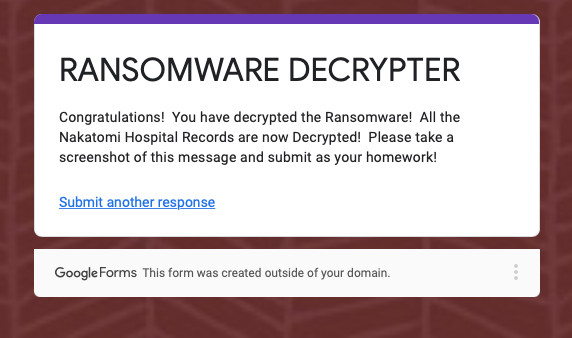 RANSOMWARE DECRYPTER
Congratulations!  You have decrypted the Ransomware!  All the
Nakatomi Hospital Records are now Decrypted!  Please take a
screenshot of this message and submit as your homework!
Submit another response
Google Forms This form was created outside of your domain.